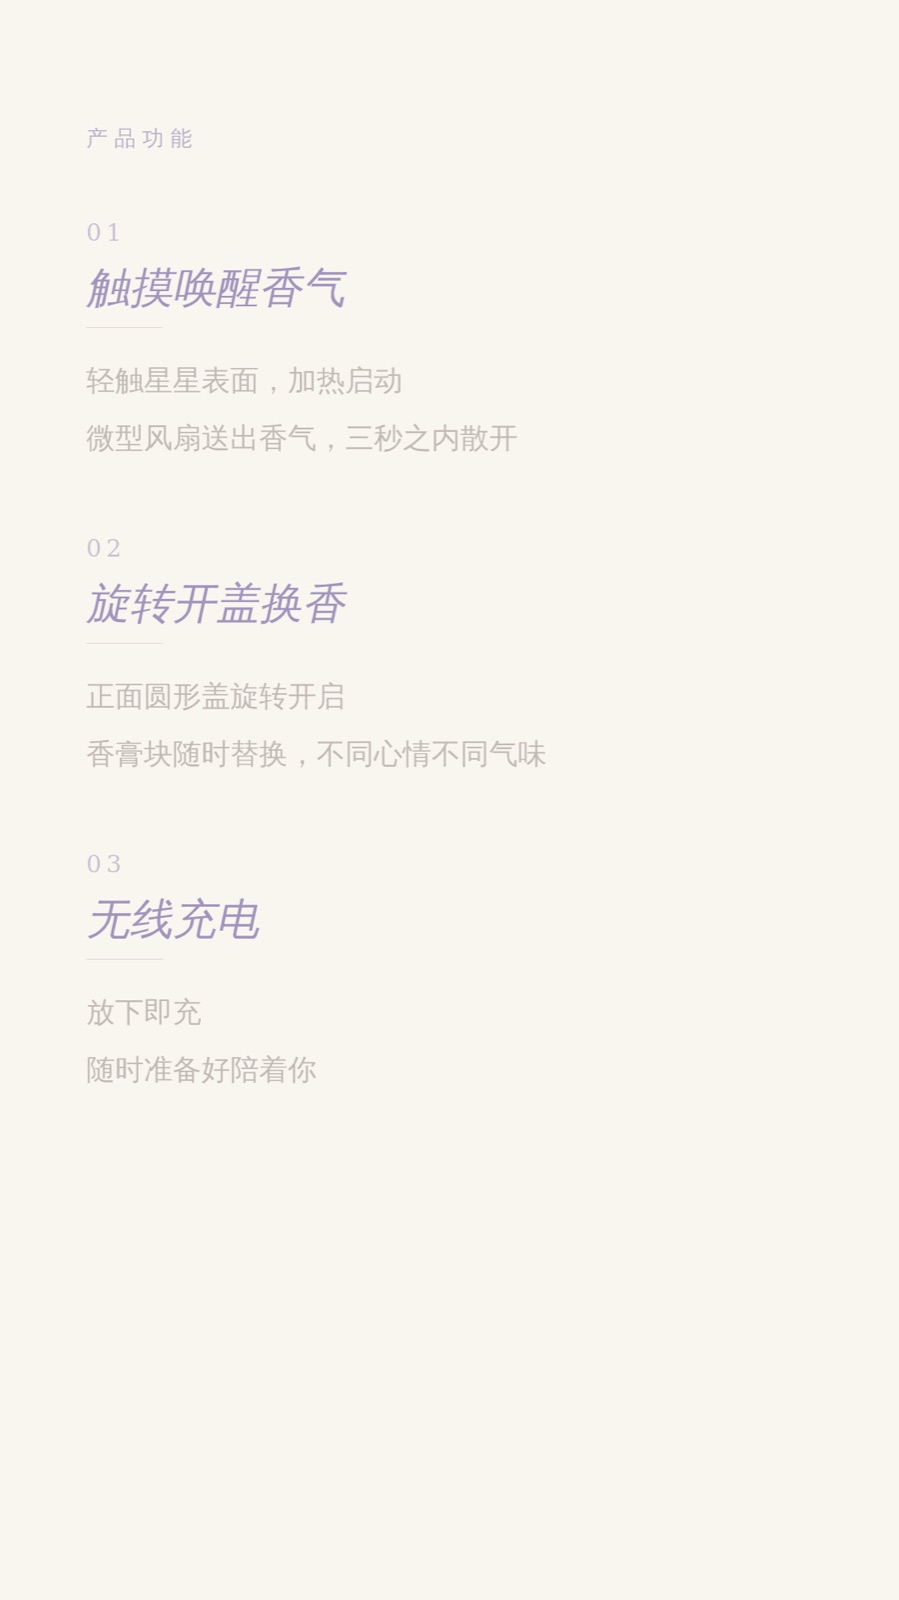 产品功能
01
触摸唤醒香气
轻触星星表面，加热启动
微型风扇送出香气，三秒之内散开
02
旋转开盖换香
正面圆形盖旋转开启
香膏块随时替换，不同心情不同气味
03
无线充电
放下即充
随时准备好陪着你